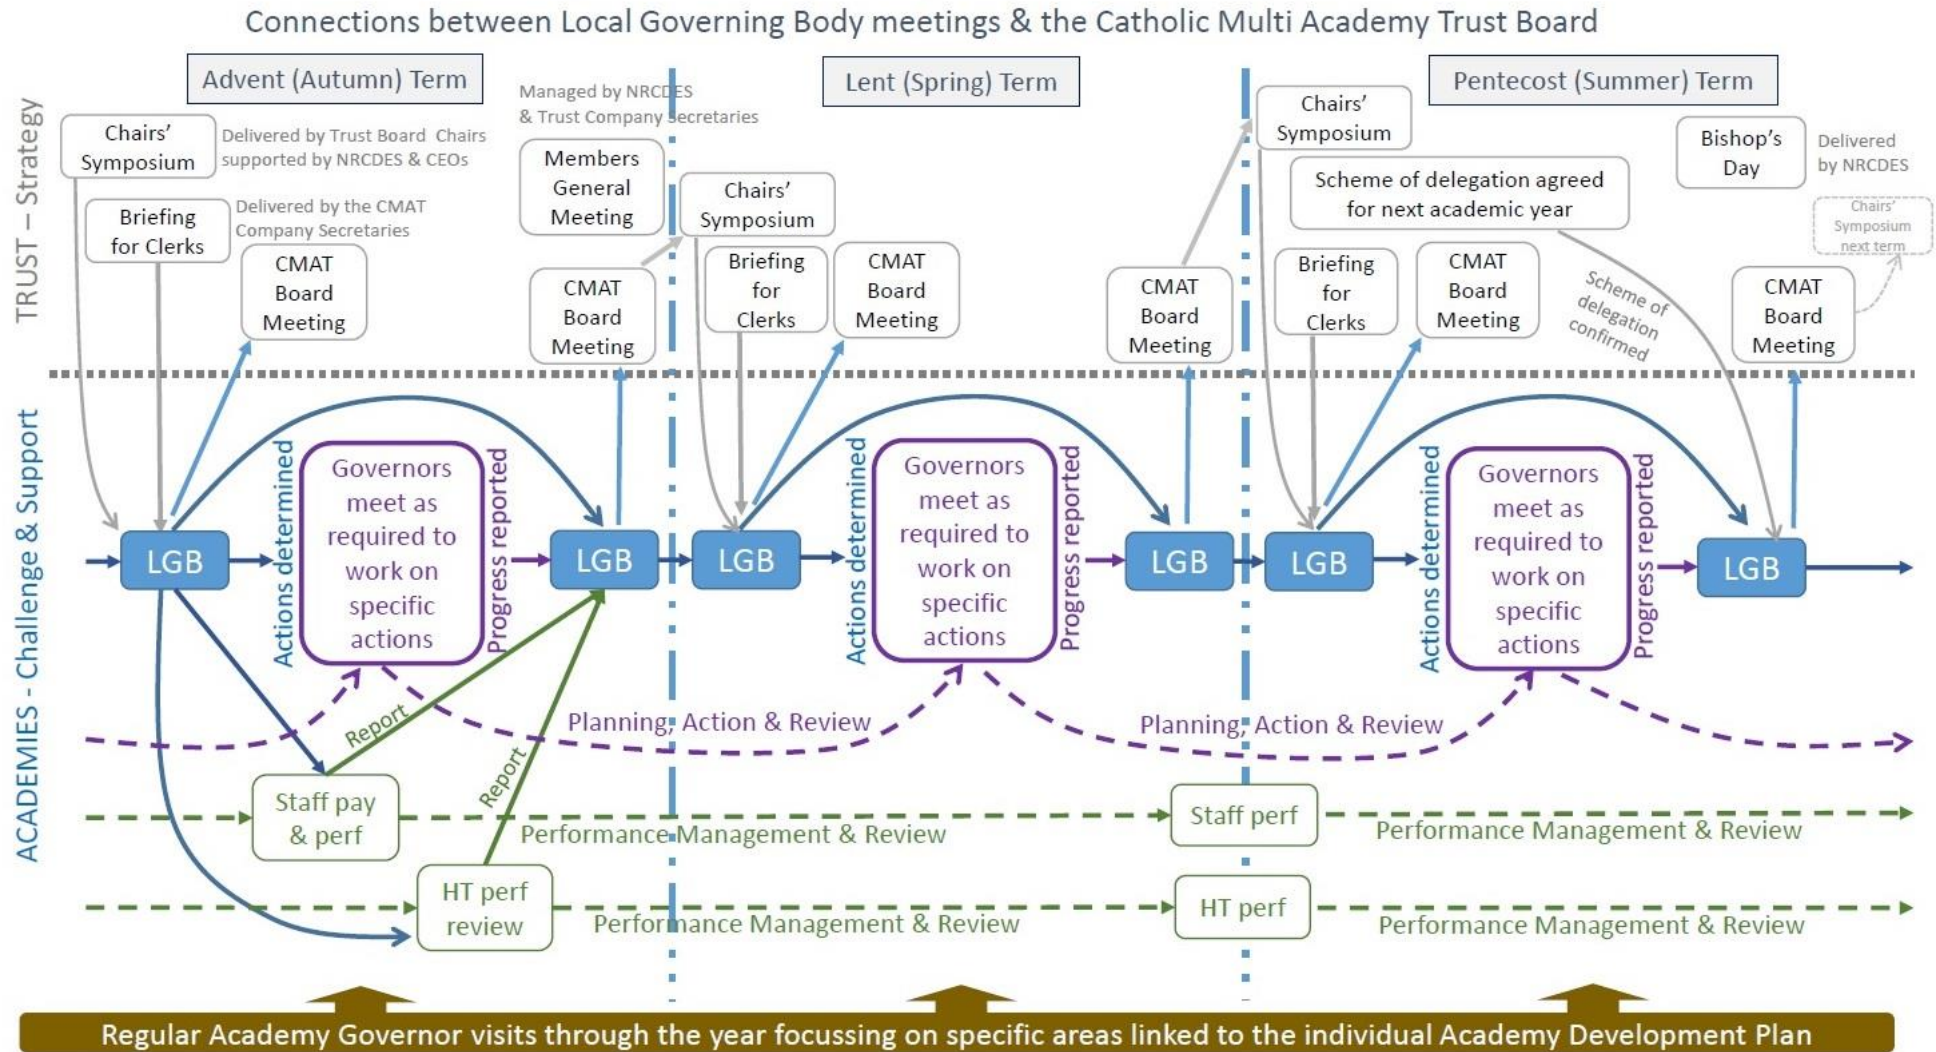 Connections between Local Governing Body meetings & the Catholic Multi Academy Trust Board
Advent (Autumn) Term
Lent (Spring) Term
Pentecost (Summer) Term
TRUST – Strategy
Chairs’
Symposium
Delivered by Trust Board Chairs
supported by NRCDES & CEOs
Briefing
for Clerks
Delivered by the CMAT
Company Secretaries
CMAT
Board
Meeting
Managed by NRCDES
& Trust Company Secretaries
Members
General
Meeting
CMAT
Board
Meeting
Chairs’
Symposium
Briefing
for
Clerks
CMAT
Board
Meeting
CMAT
Board
Meeting
Chairs’
Symposium
Scheme of delegation agreed
for next academic year
Briefing
for
Clerks
CMAT
Board
Meeting
Scheme of
delegation
confirmed
Bishop’s
Day
Delivered
by NRCDES
Chairs’
Symposium
next term
CMAT
Board
Meeting
ACADEMIES - Challenge & Support
LGB
Actions determined
Governors
meet as
required to
work on
specific
actions
Progress reported
LGB
LGB
Actions determined
Governors
meet as
required to
work on
specific
actions
Progress reported
LGB
LGB
Actions determined
Governors
meet as
required to
work on
specific
actions
Progress reported
LGB
Report
Report
Planning, Action & Review
Planning, Action & Review
Staff pay
& perf
Performance Management & Review
Staff perf
Performance Management & Review
HT perf
review
Performance Management & Review
HT perf
Performance Management & Review
Regular Academy Governor visits through the year focussing on specific areas linked to the individual Academy Development Plan